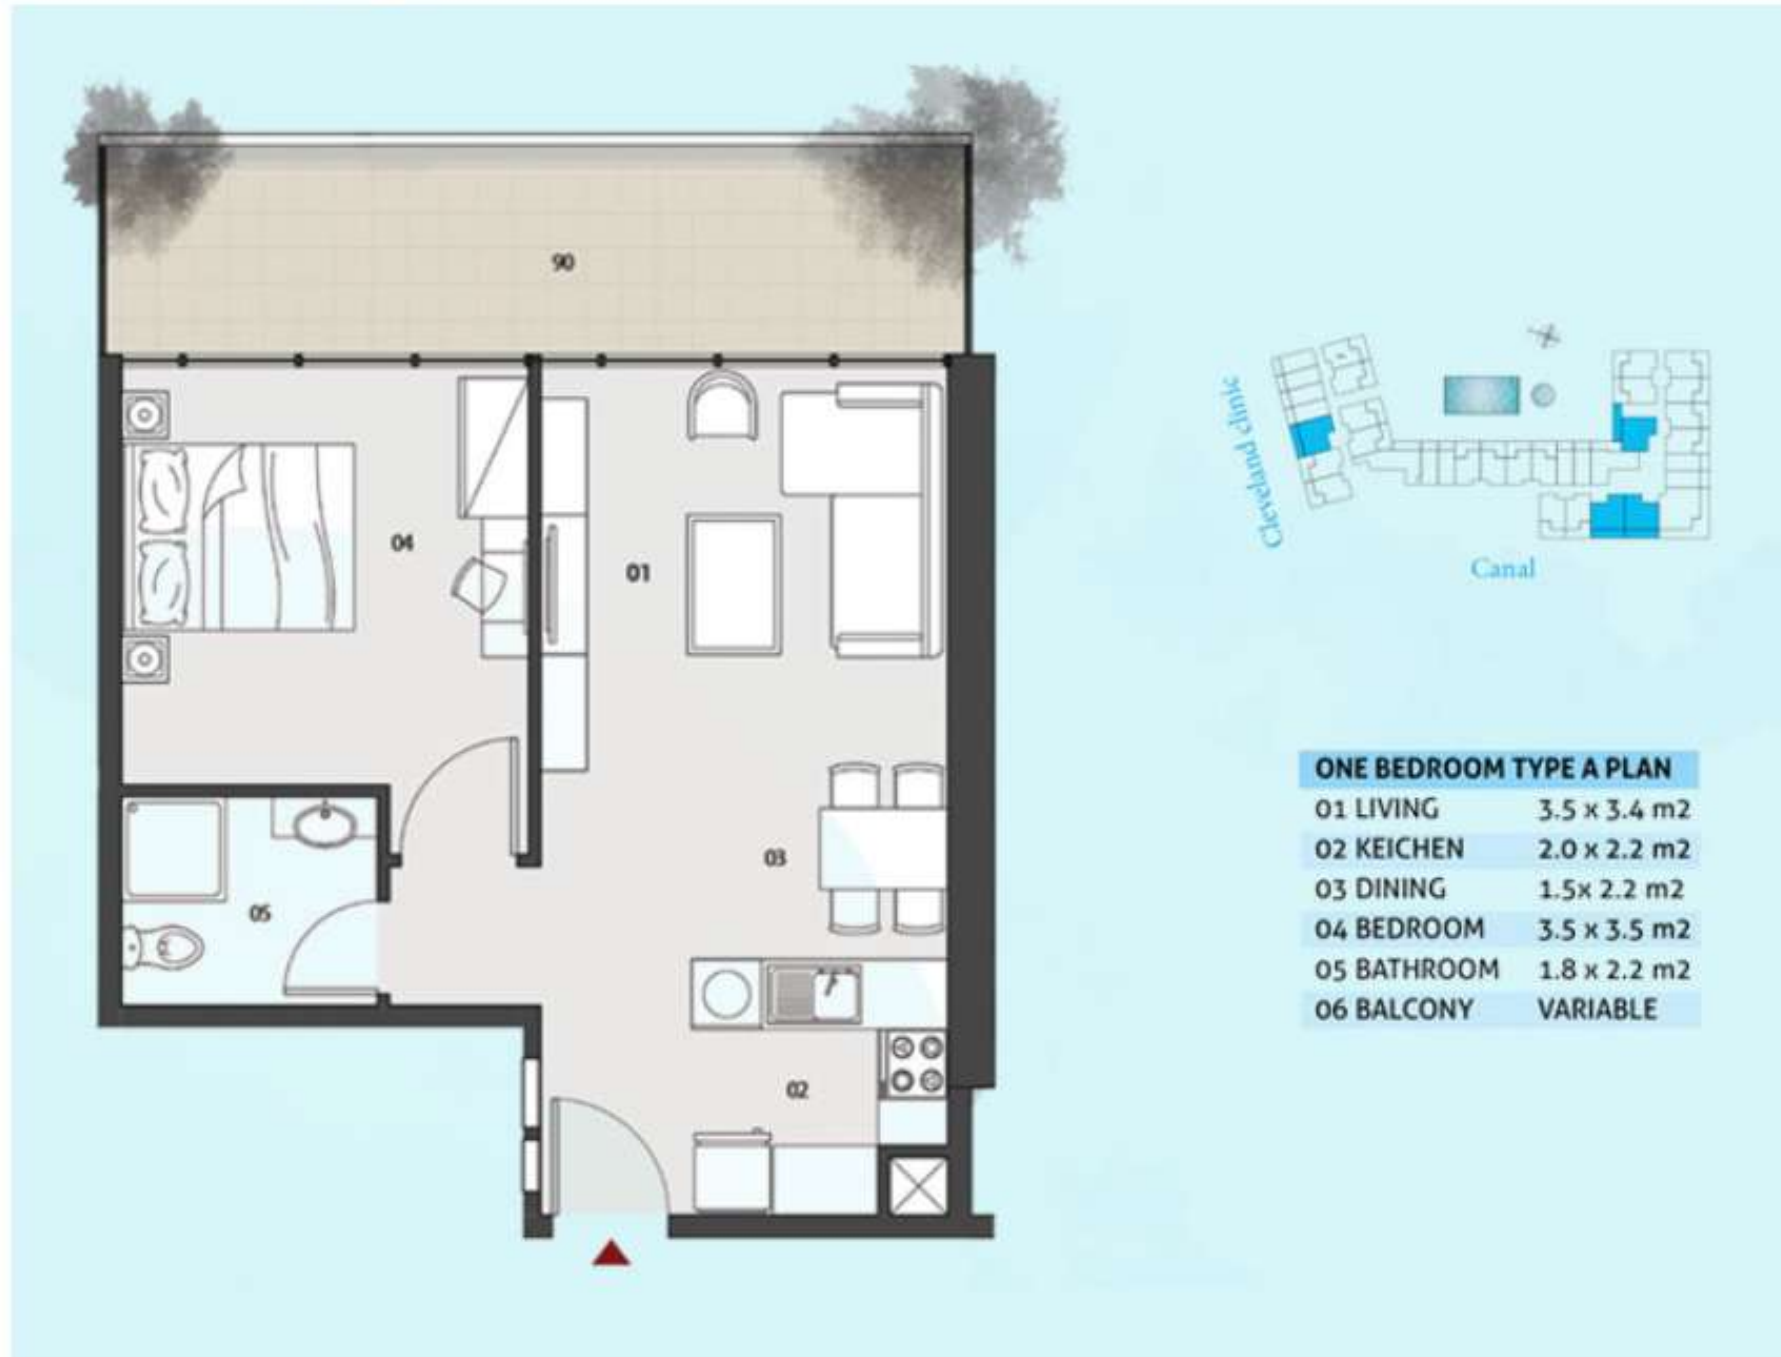 90
04
01
03
05
02
Cleveland clinic
Canal
ONE BEDROOM TYPE A PLAN
01 LIVING 3.5 x 3.4 m2
02 KEICHEN 2.0 x 2.2 m2
03 DINING 1.5x 2.2 m2
04 BEDROOM 3.5 x 3.5 m2
05 BATHROOM 1.8 x 2.2 m2
06 BALCONY VARIABLE